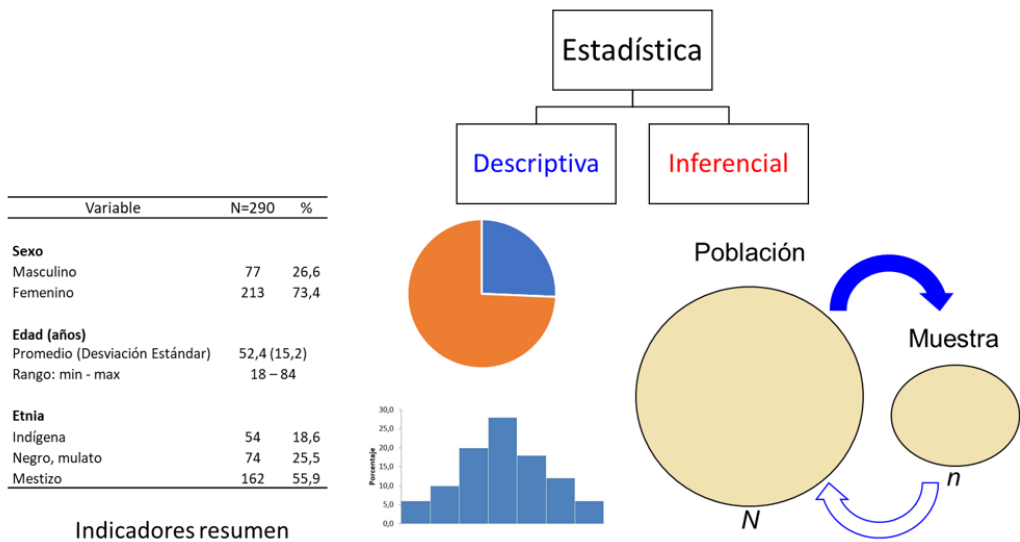 Estadística
Descriptiva
Inferencial
Variable N=290 %
Sexo
Masculino 77 26,6
Femenino 213 73,4
Edad (años)
Promedio (Desviación Estándar) 52,4 (15,2)
Rango: min - max 18 – 84
Etnia
Indígena 54 18,6
Negro, mulato 74 25,5
Mestizo 162 55,9
Indicadores resumen
Porcentaje
30,0
25,0
20,0
15,0
10,0
5,0
0,0
Población
Muestra
N
n